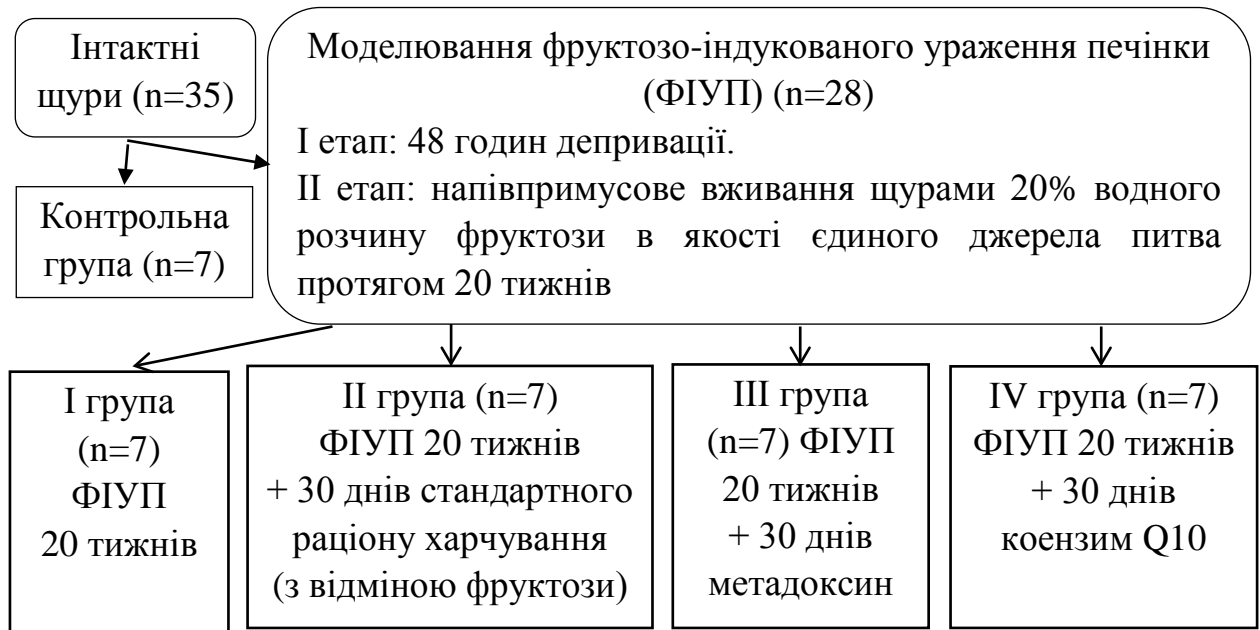 Інтактні
щури (n=35)
Моделювання фруктозо-індукованого ураження печінки
(ФІУП) (n=28)
І етап: 48 годин депривації.
ІІ етап: напівпримусове вживання щурами 20% водного
розчину фруктози в якості єдиного джерела питва
протягом 20 тижнів
Контрольна
група (n=7)
І група
(n=7)
ФІУП
20 тижнів
ІІ група (n=7)
ФІУП 20 тижнів
+ 30 днів стандартного
раціону харчування
(з відміною фруктози)
ІІІ група
(n=7) ФІУП
20 тижнів
+ 30 днів
метадоксин
IV група (n=7)
ФІУП 20 тижнів
+ 30 днів
коензим Q10